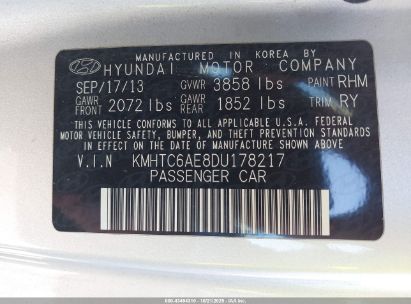 MANUFACTURED IN KOREA BY
HYUNDAI MOTOR COMPANY
SEP/17/13 GVWR 3858 lbs PAINT RHM
GAWR FRONT 2072 lbs GAWR REAR 1852 lbs TRIM RY
THIS VEHICLE CONFORMS TO ALL APPLICABLE FEDERAL
MOTOR VEHICLE SAFETY, BUMPER, AND THEFT PREVENTION STANDARDS
IN EFFECT ON THE DATE OF MANUFACTURE SHOWN ABOVE.
V.I.N KMHTC6AE8DU178217
PASSENGER CAR